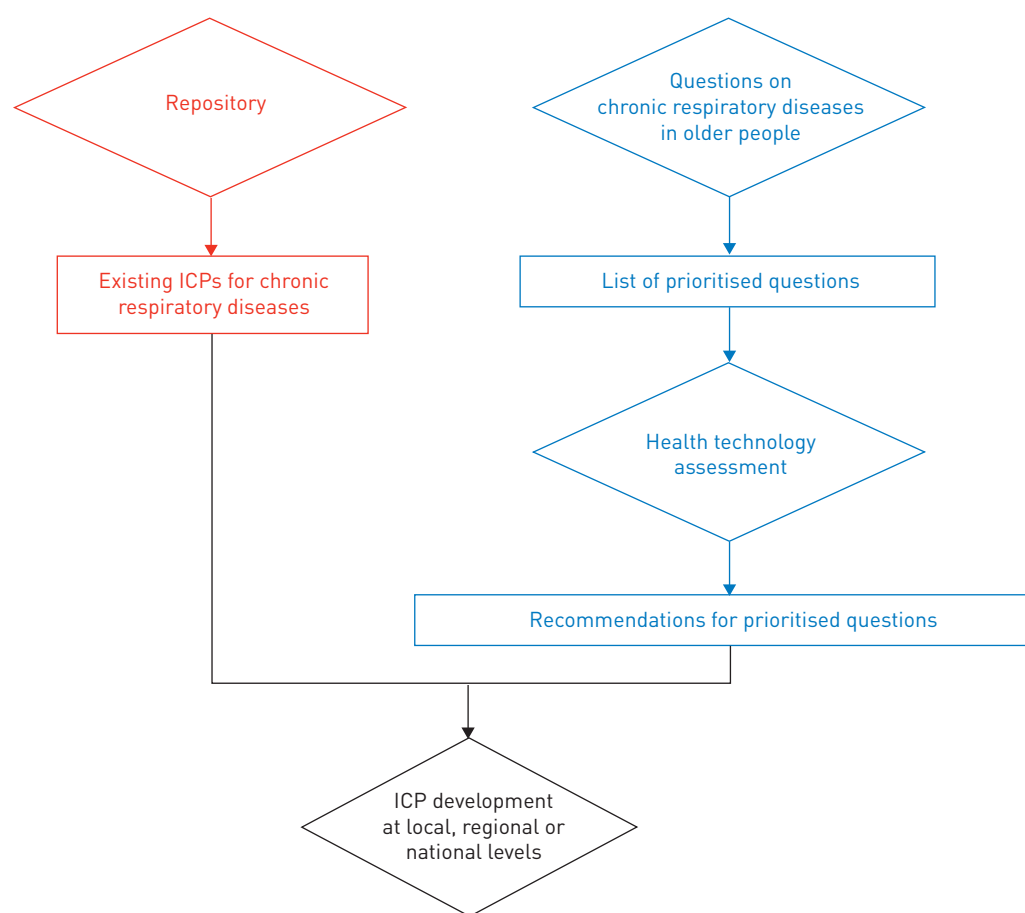 Repository
Existing ICPs for chronic
respiratory diseases
Questions on
chronic respiratory diseases
in older people
List of prioritised questions
Health technology
assessment
Recommendations for prioritised questions
ICP development
at local, regional or
national levels